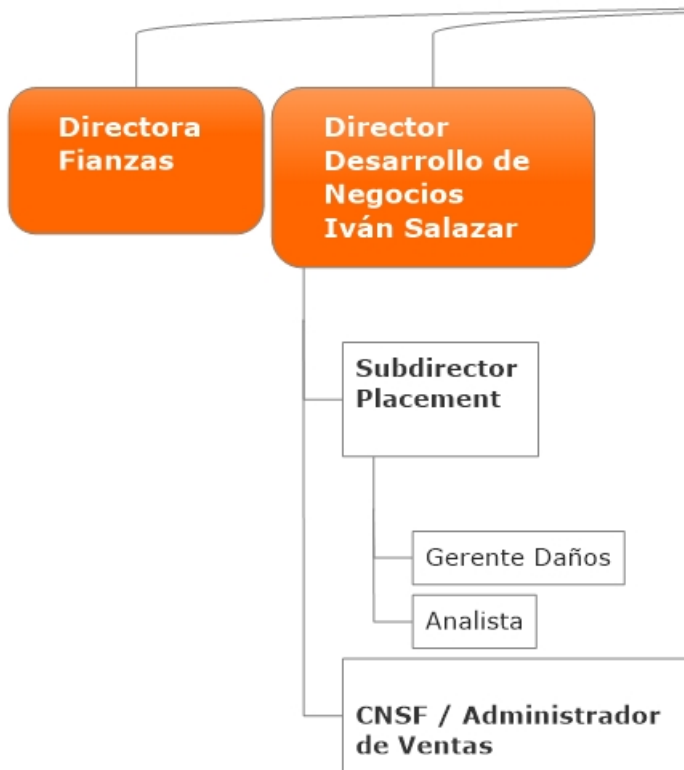 Directora
Fianzas
Director
Desarrollo de
Negocios
Iván Salazar
Subdirector
Placement
Gerente Daños
Analista
CNSF / Administrador
de Ventas